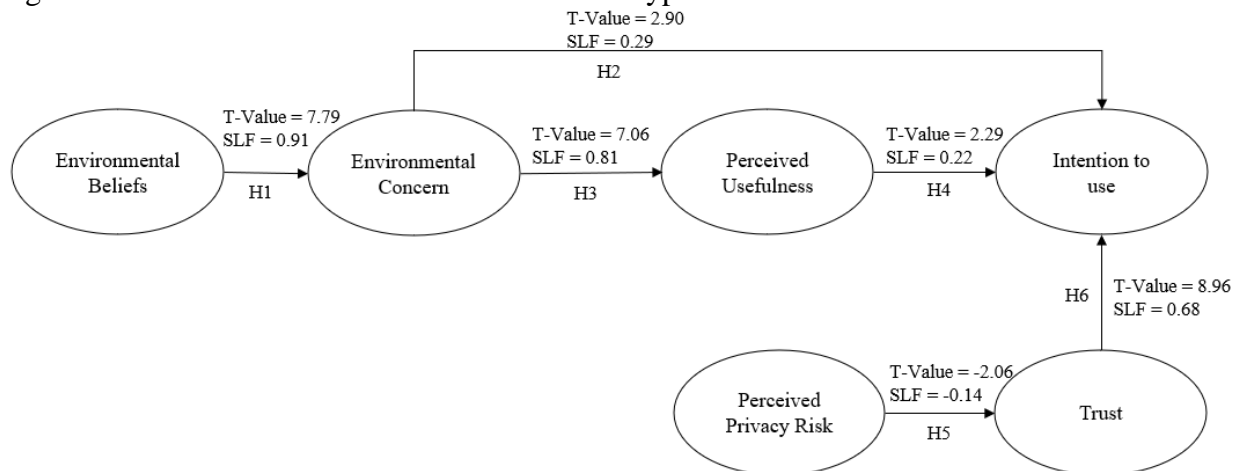 T-Value = 2.90
SLF = 0.29
H2
T-Value = 7.79
SLF = 0.91
H1
T-Value = 7.06
SLF = 0.81
H3
T-Value = 2.29
SLF = 0.22
H4
Environmental
Beliefs
Environmental
Concern
Perceived
Usefulness
Intention to
use
H6
T-Value = 8.96
SLF = 0.68
T-Value = -2.06
SLF = -0.14
H5
Perceived
Privacy Risk
Trust